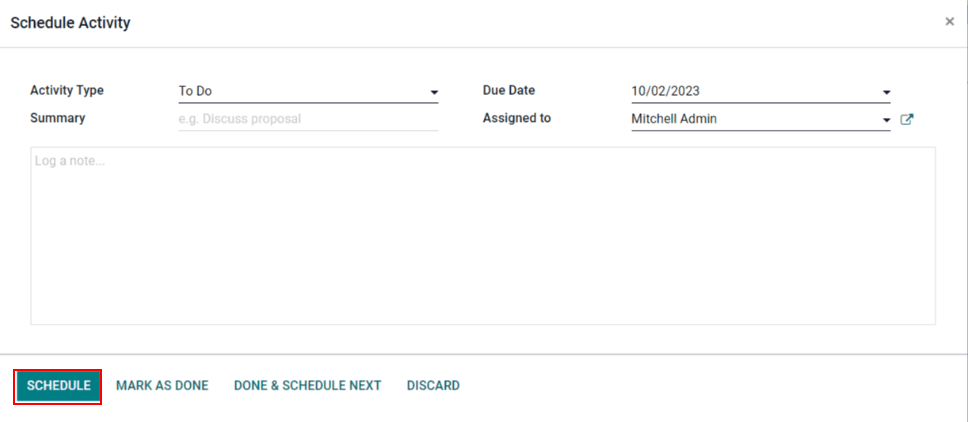 Schedule Activity ×
Activity Type To Do Due Date 10/02/2023
Summary e.g. Discuss proposal Assigned to Mitchell Admin
Log a note...
SCHEDULE MARK AS DONE DONE & SCHEDULE NEXT DISCARD